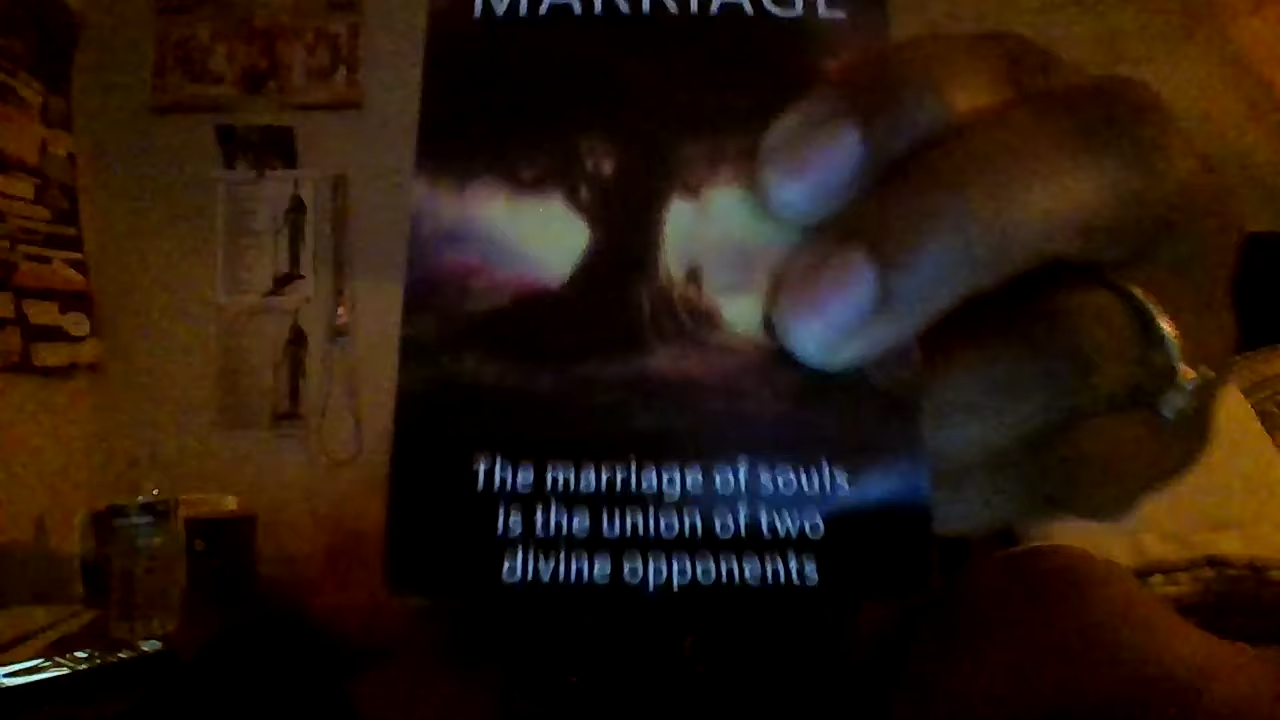 MARRIAGE
The marriage of souls
is the union of two
divine opponents